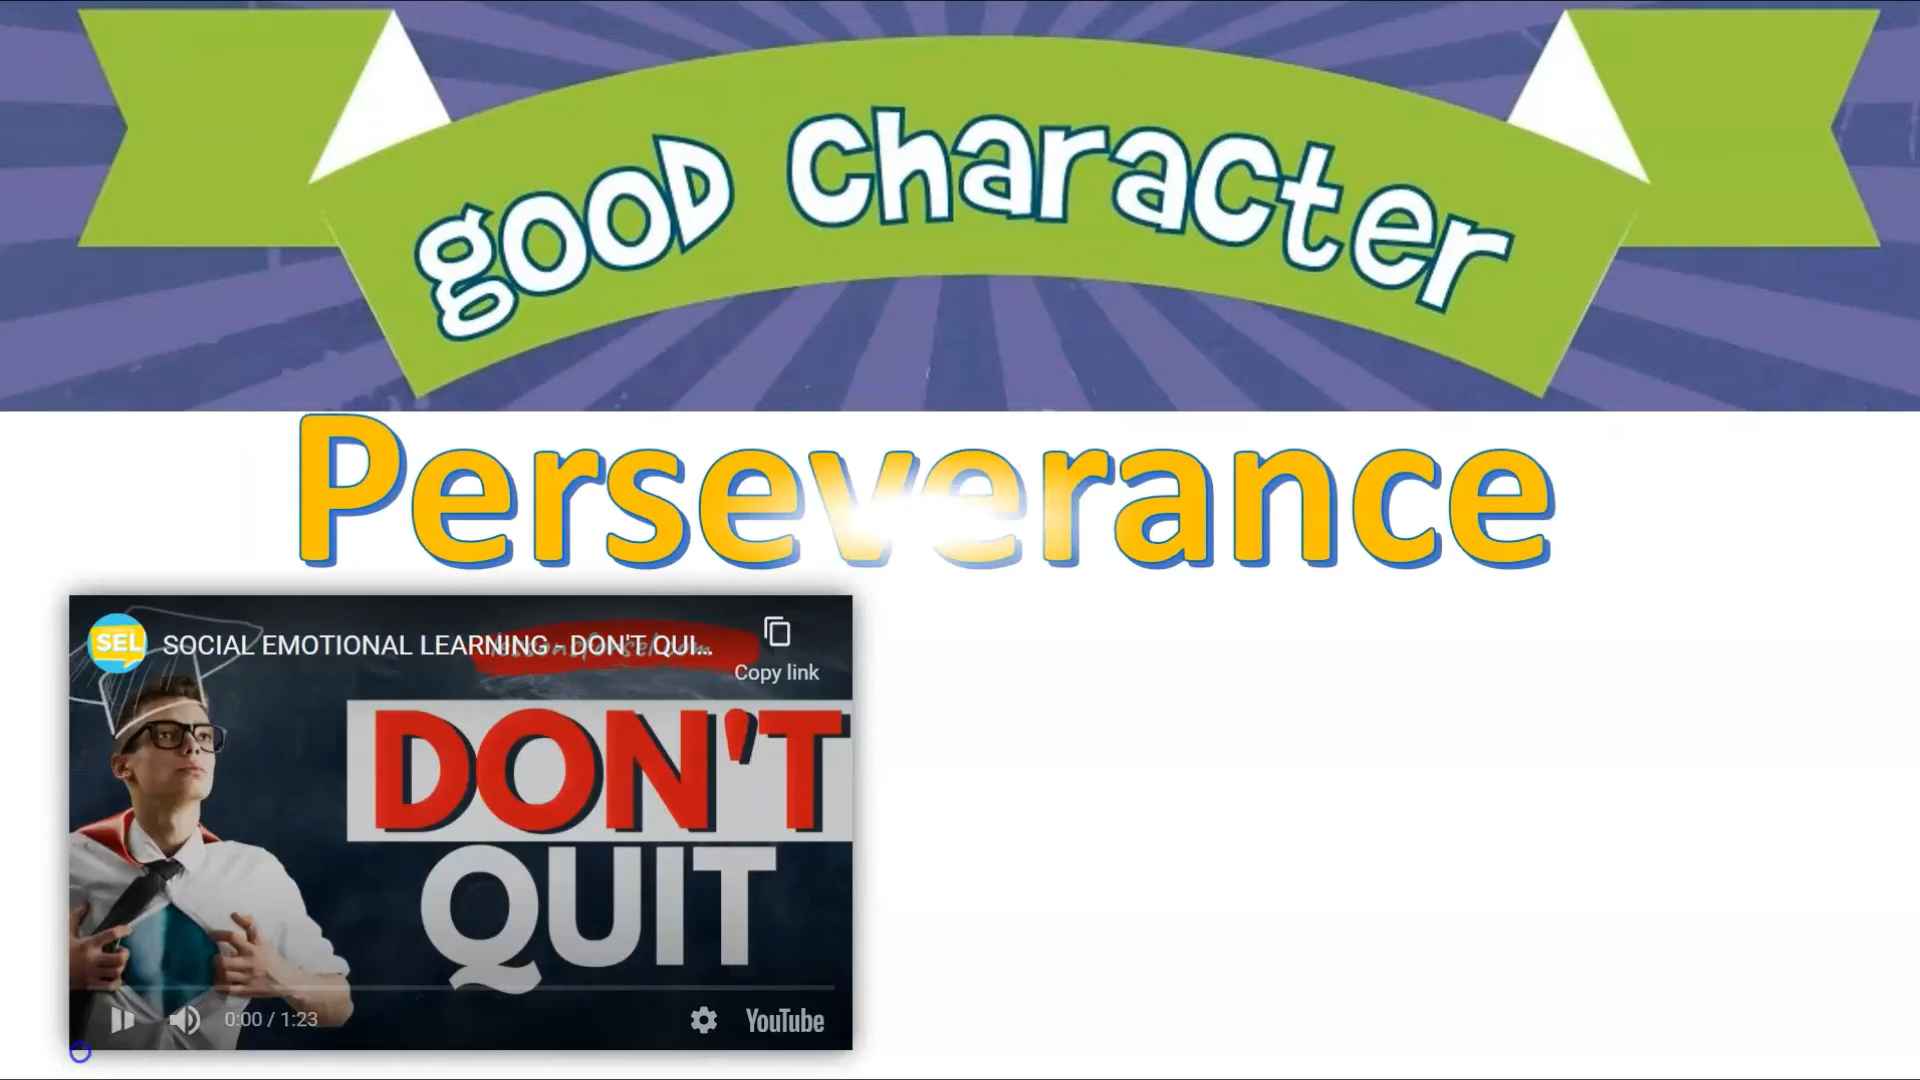 good character
Perseverance
SEL
SOCIAL EMOTIONAL LEARNING - DON'T QUI...
Copy link
DON'T
QUIT
0:00 / 1:23
YouTube